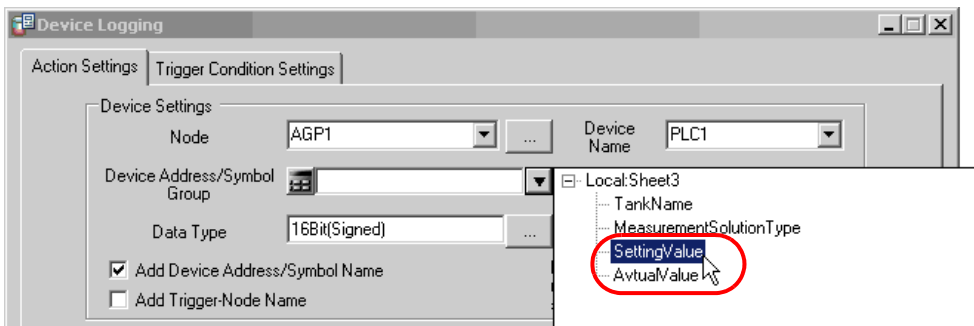 Device Logging
Action Settings Trigger Condition Settings
Device Settings
Node AGP1 ... Device Name PLC1
Device Address/Symbol Group
Local:Sheet3
TankName
MeasurementSolutionType
Data Type 16Bit(Signed) ...
SettingValue
Add Device Address/Symbol Name
AvtualValue
Add Trigger-Node Name